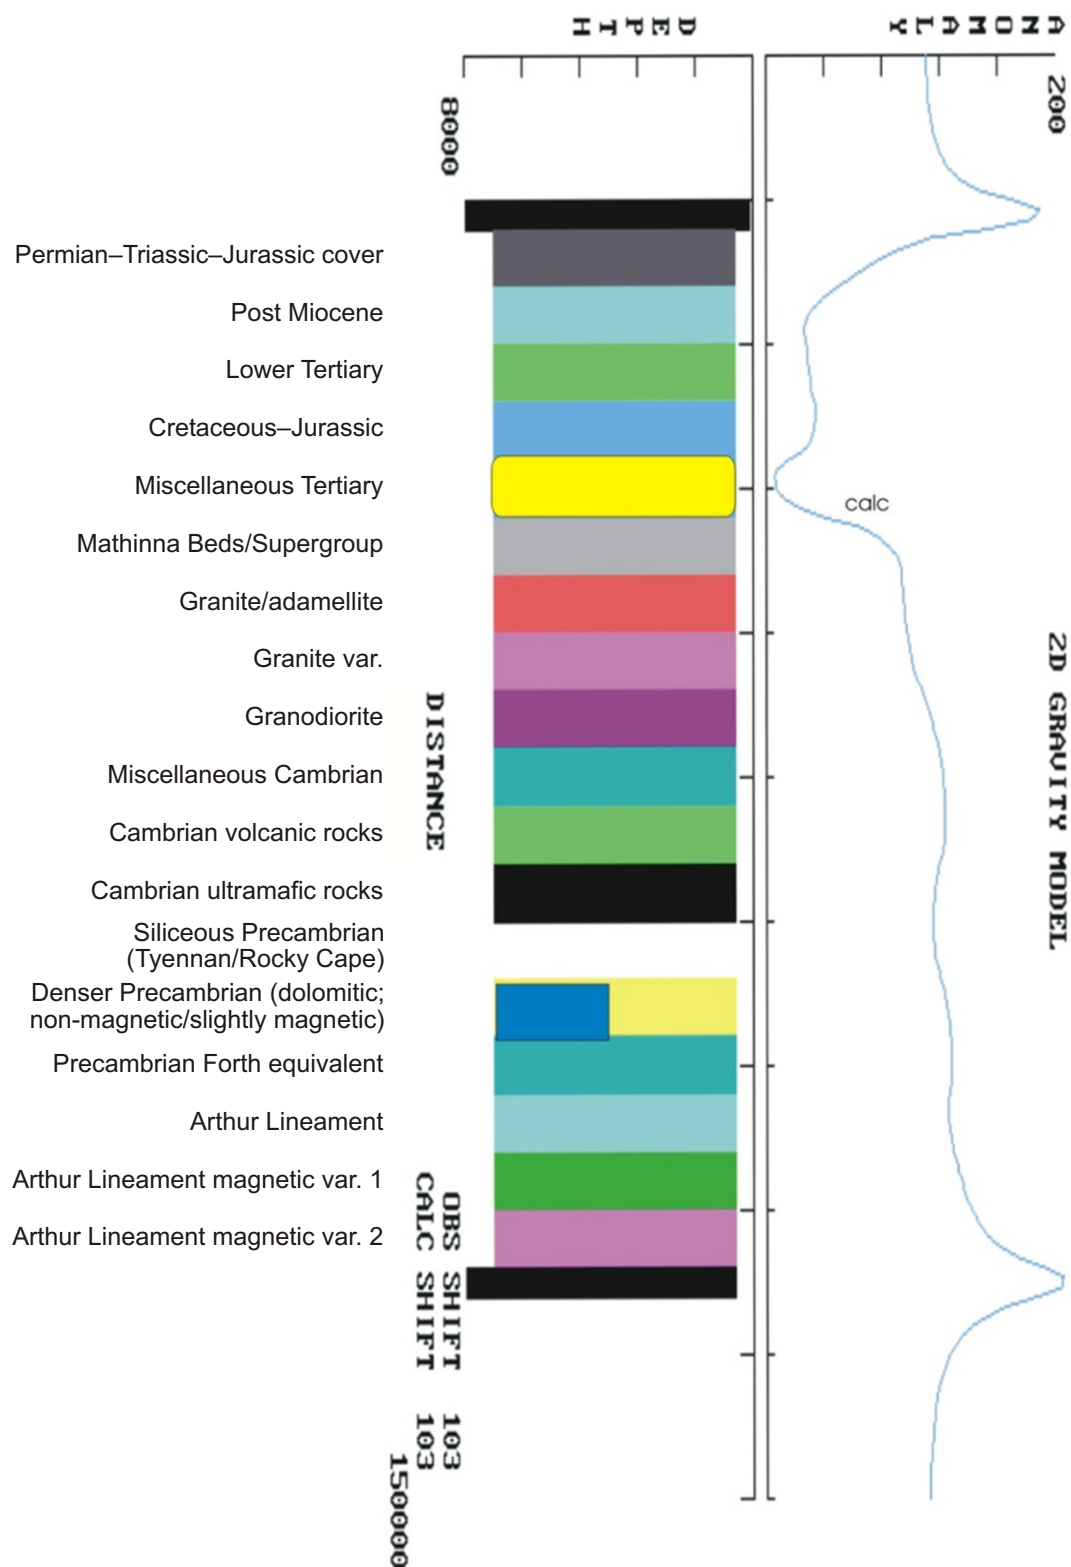 ANOMALY
DEPTH
200
8000
Permian–Triassic–Jurassic cover
Post Miocene
Lower Tertiary
Cretaceous–Jurassic
Miscellaneous Tertiary
calc
Mathinna Beds/Supergroup
Granite/adamellite
Granite var.
2D GRAVITY MODEL
Granodiorite
DISTANCE
Miscellaneous Cambrian
Cambrian volcanic rocks
Cambrian ultramafic rocks
Siliceous Precambrian
(Tyennan/Rocky Cape)
Denser Precambrian (dolomitic;
non-magnetic/slightly magnetic)
Precambrian Forth equivalent
Arthur Lineament
Arthur Lineament magnetic var. 1
Arthur Lineament magnetic var. 2
OBS SHIFT 103
CALC SHIFT 103
150000